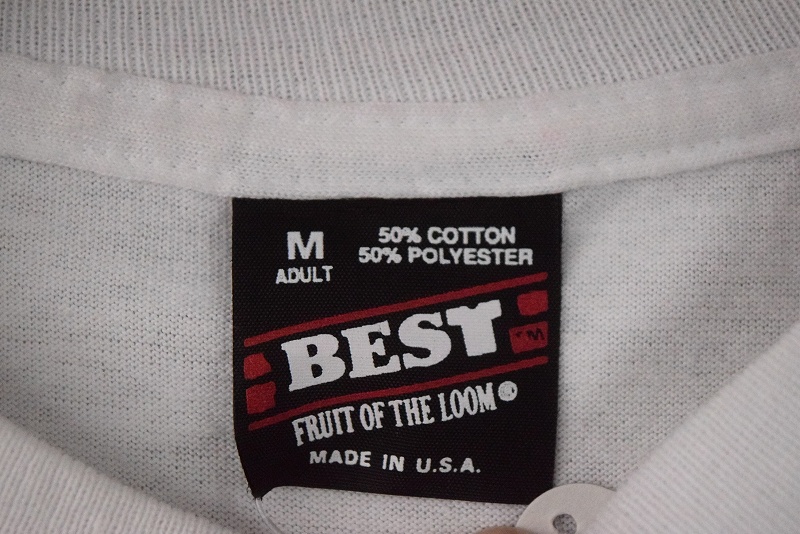 M
ADULT
50% COTTON
50% POLYESTER
BEST
TM
FRUIT OF THE LOOM®
MADE IN U.S.A.